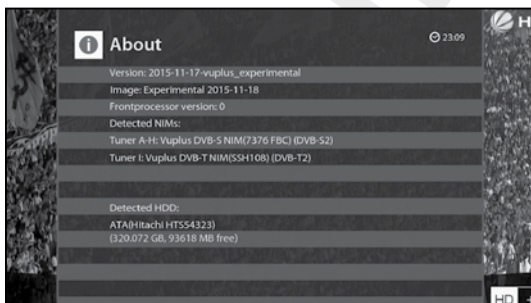 About
23:09
H
Version: 2015-11-17-vuplus_experimental
Image: Experimental 2015-11-18
Frontprocessor version: 0
Detected NIMs:
Tuner A-H: Vuplus DVB-S NIM(7376 FBC) (DVB-S2)
Tuner I: Vuplus DVB-T NIM(SSH108) (DVB-T2)
Detected HDD:
ATA(Hitachi HTS54323)
(320.072 GB, 93618 MB free)
HD